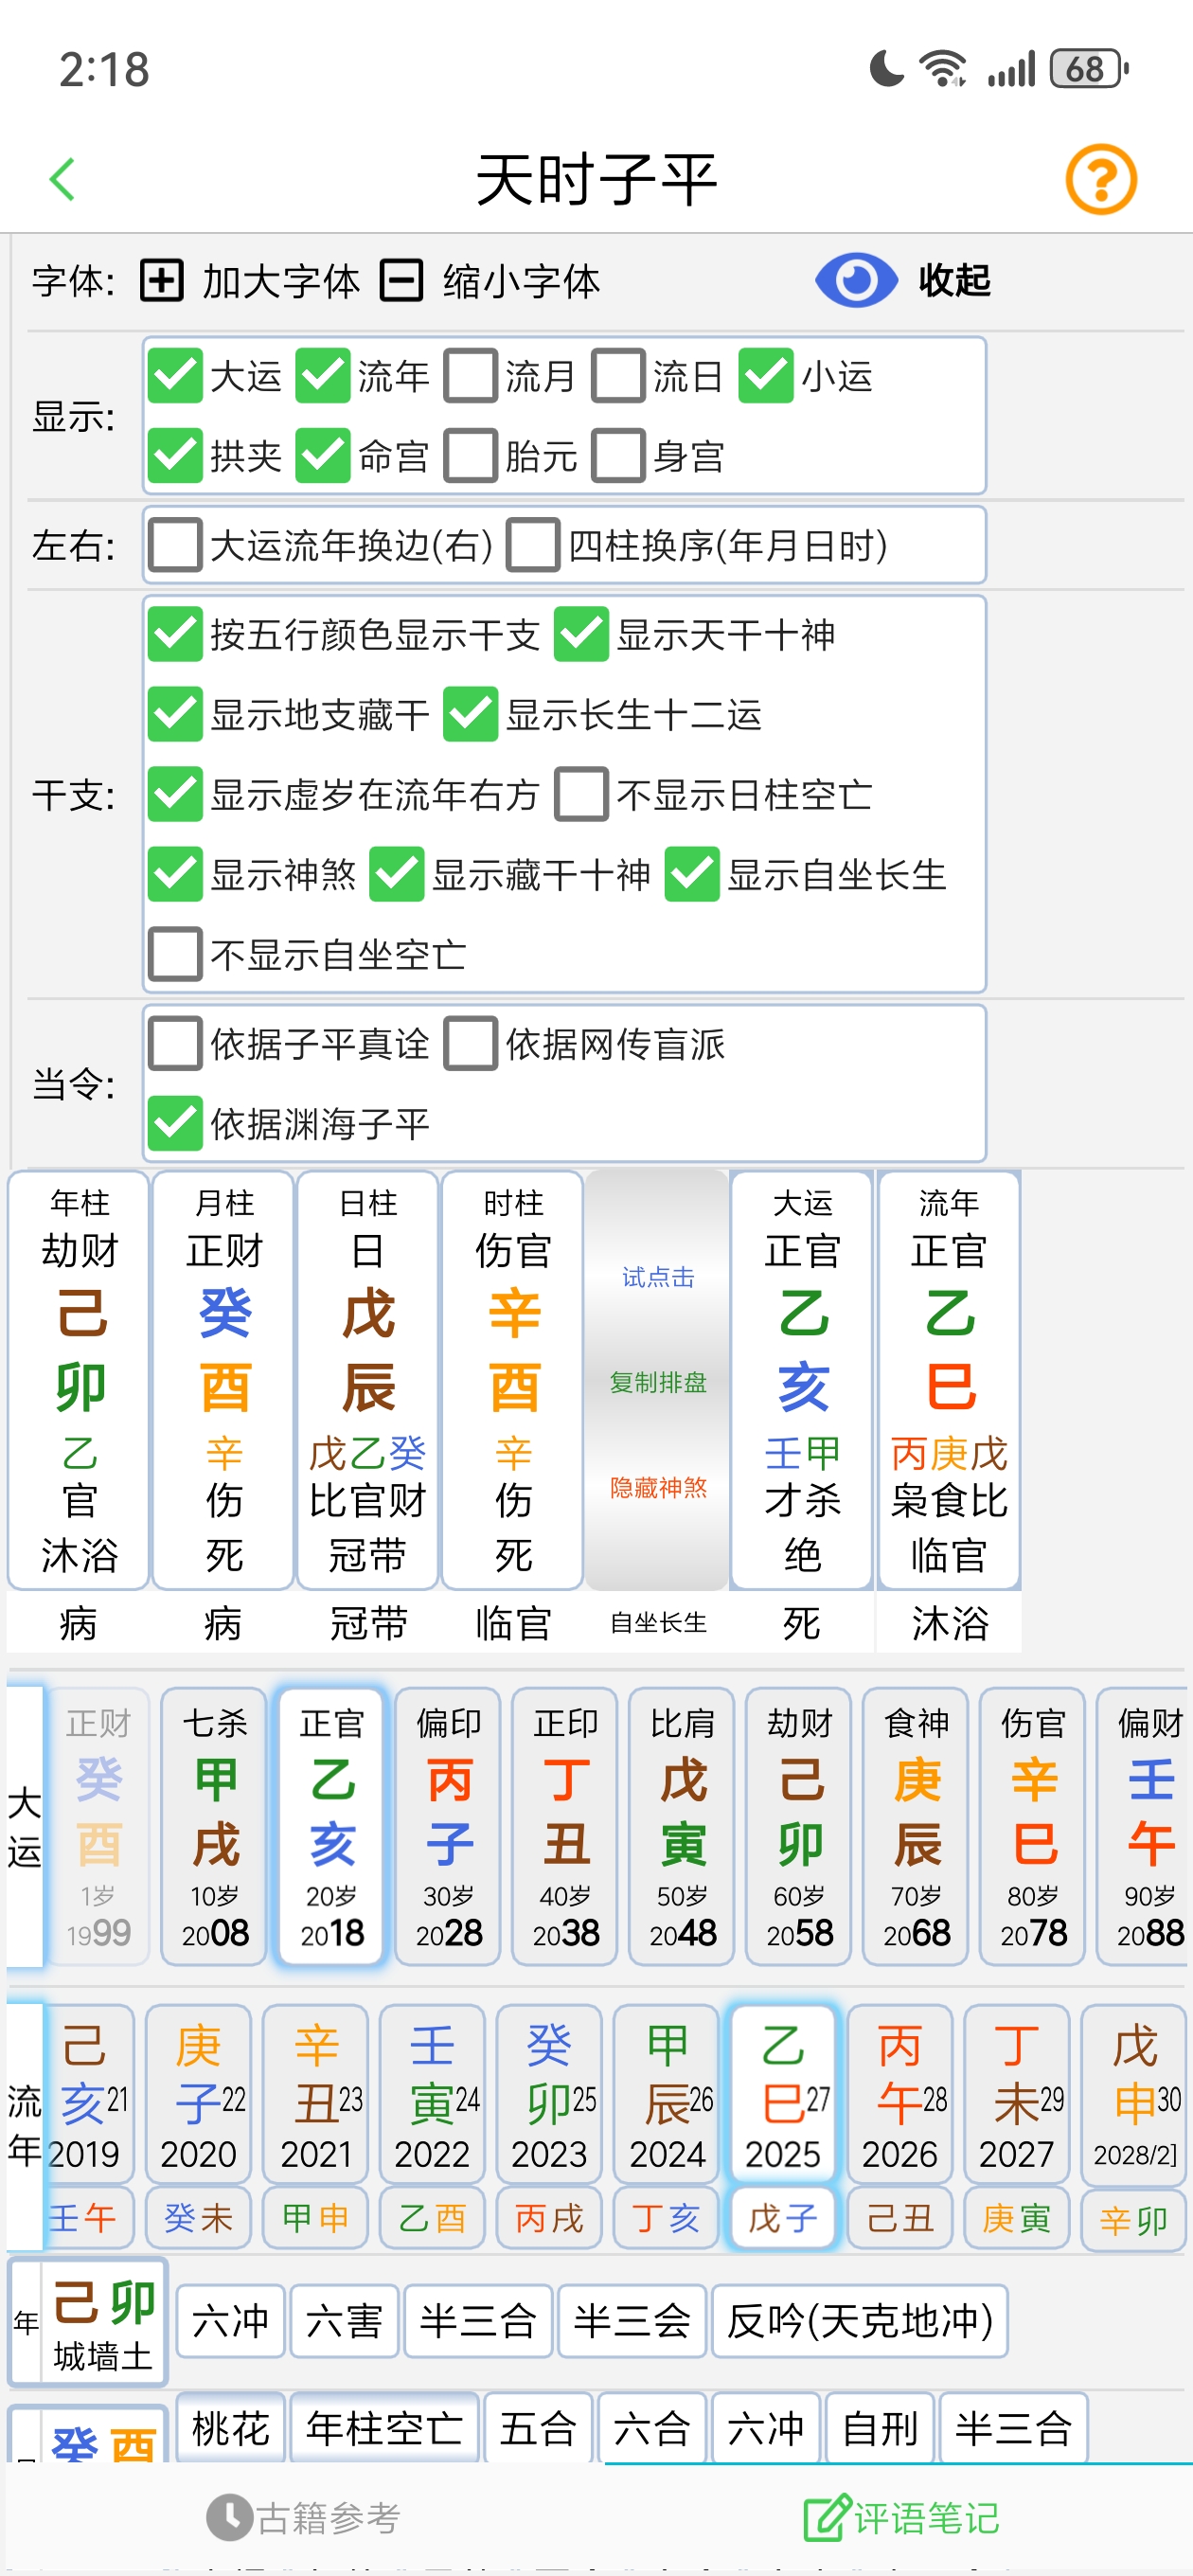 2:18
68
天时子平
字体: 加大字体 缩小字体 收起
显示: 大运 流年 流月 流日 小运
拱夹 命宫 胎元 身宫
左右: 大运流年换边(右) 四柱换序(年月日时)
干支: 按五行颜色显示干支 显示天干十神
显示地支藏干 显示长生十二运
显示虚岁在流年右方 不显示日柱空亡
显示神煞 显示藏干十神 显示自坐长生
不显示自坐空亡
当令: 依据子平真诠 依据网传盲派
依据渊海子平
年柱 月柱 日柱 时柱 大运 流年
劫财 正财 日 伤官 试点击 正官 正官
己 癸 戊 辛 乙 乙
卯 酉 辰 酉 复制排盘 亥 巳
乙 辛 戊乙癸 辛 壬甲 丙庚戊
官 伤 比官财 伤 隐藏神煞 才杀 枭食比
沐浴 死 冠带 死 绝 临官
病 病 冠带 临官 自坐长生 死 沐浴
大运
正财 七杀 正官 偏印 正印 比肩 劫财 食神 伤官 偏财
癸 甲 乙 丙 丁 戊 己 庚 辛 壬
酉 戌 亥 子 丑 寅 卯 辰 巳 午
1岁 10岁 20岁 30岁 40岁 50岁 60岁 70岁 80岁 90岁
1999 2008 2018 2028 2038 2048 2058 2068 2078 2088
流年
己 庚 辛 壬 癸 甲 乙 丙 丁 戊
亥21 子22 丑23 寅24 卯25 辰26 巳27 午28 未29 申30
2019 2020 2021 2022 2023 2024 2025 2026 2027 2028/2]
壬午 癸未 甲申 乙酉 丙戌 丁亥 戊子 己丑 庚寅 辛卯
年 己卯 六冲 六害 半三合 半三会 反吟(天克地冲)
城墙土
癸酉 桃花 年柱空亡 五合 六合 六冲 自刑 半三合
古籍参考 评语笔记